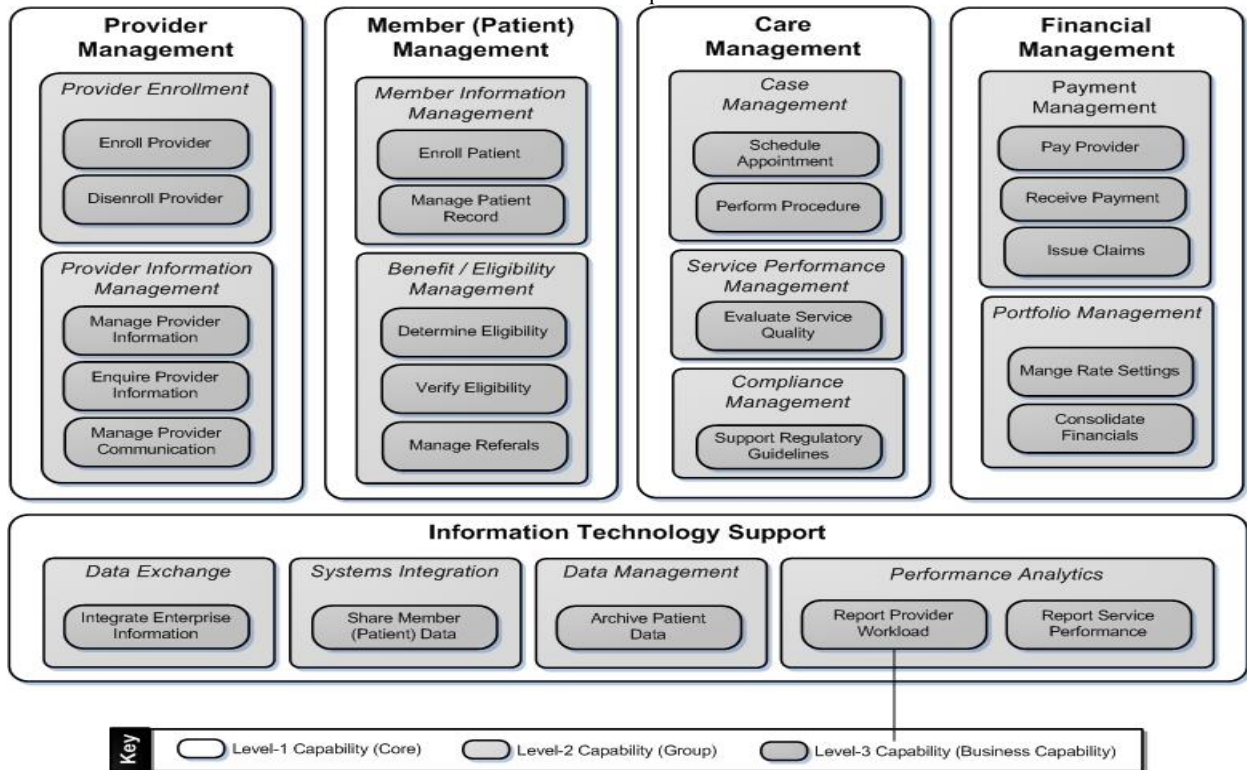 Provider
Management
Provider Enrollment
Enroll Provider
Disenroll Provider
Provider Information
Management
Manage Provider
Information
Enquire Provider
Information
Manage Provider
Communication
Member (Patient)
Management
Member Information
Management
Enroll Patient
Manage Patient
Record
Benefit / Eligibility
Management
Determine Eligibility
Verify Eligibility
Manage Referals
Care
Management
Case
Management
Schedule
Appointment
Perform Procedure
Service Performance
Management
Evaluate Service
Quality
Compliance
Management
Support Regulatory
Guidelines
Financial
Management
Payment
Management
Pay Provider
Receive Payment
Issue Claims
Portfolio Management
Mange Rate Settings
Consolidate
Financials
Information Technology Support
Data Exchange
Integrate Enterprise
Information
Systems Integration
Share Member
(Patient) Data
Data Management
Archive Patient
Data
Performance Analytics
Report Provider
Workload
Report Service
Performance
Key
Level-1 Capability (Core)
Level-2 Capability (Group)
Level-3 Capability (Business Capability)